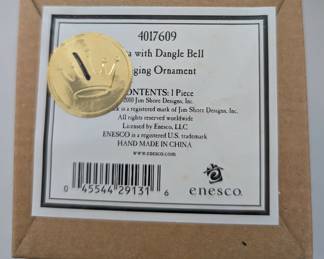 4017609
a with Dangle Bell
ging Ornament
CONTENTS: 1 Piece
2010 Jim Shore Designs, Inc.
k is a registered mark of Jim Shore Designs, Inc.
All rights reserved worldwide
Licensed by Enesco, LLC
ENESCO is a registered U.S. trademark
HAND MADE IN CHINA
www.enesco.com
0 45544 29131 6
enesco.